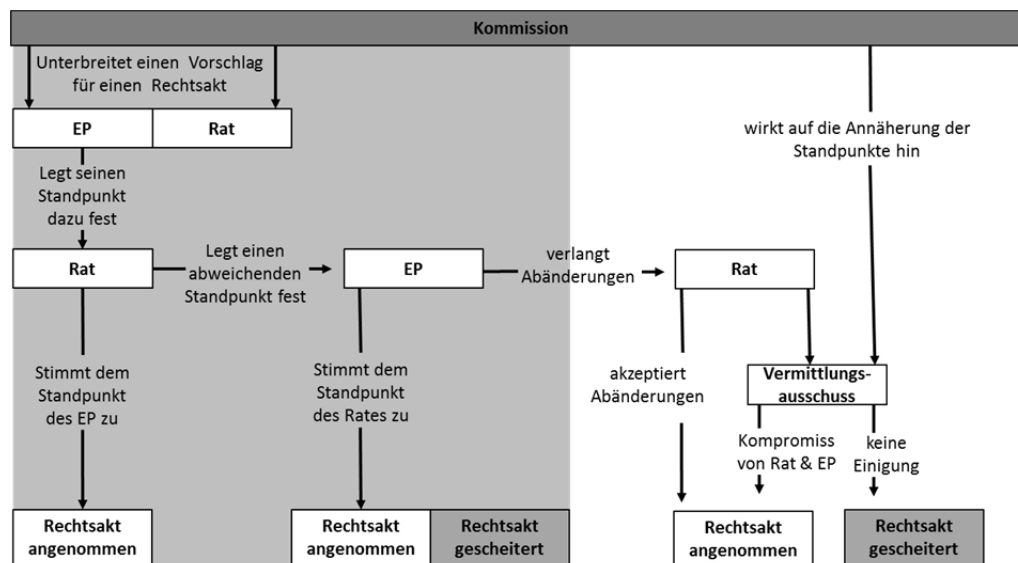 Kommission
Unterbreitet einen Vorschlag
für einen Rechtsakt
EP
Rat
wirkt auf die Annäherung der
Standpunkte hin
Legt seinen
Standpunkt
dazu fest
Rat
Legt einen
abweichenden
Standpunkt fest
EP
verlangt
Abänderungen
Rat
Stimmt dem
Standpunkt
des EP zu
Stimmt dem
Standpunkt
des Rates zu
akzeptiert
Abänderungen
Vermittlungs-
ausschuss
Kompromiss
von Rat & EP
keine
Einigung
Rechtsakt
angenommen
Rechtsakt
angenommen
Rechtsakt
gescheitert
Rechtsakt
angenommen
Rechtsakt
gescheitert